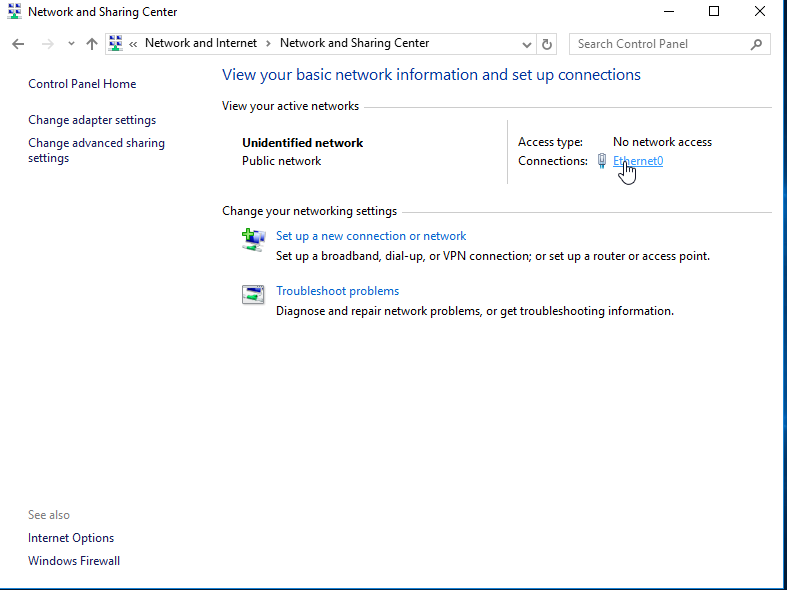 Network and Sharing Center
« Network and Internet > Network and Sharing Center
Search Control Panel
Control Panel Home
Change adapter settings
Change advanced sharing
settings
View your basic network information and set up connections
View your active networks
Unidentified network
Public network
Access type: No network access
Connections: Ethernet0
Change your networking settings
Set up a new connection or network
Set up a broadband, dial-up, or VPN connection; or set up a router or access point.
Troubleshoot problems
Diagnose and repair network problems, or get troubleshooting information.
See also
Internet Options
Windows Firewall